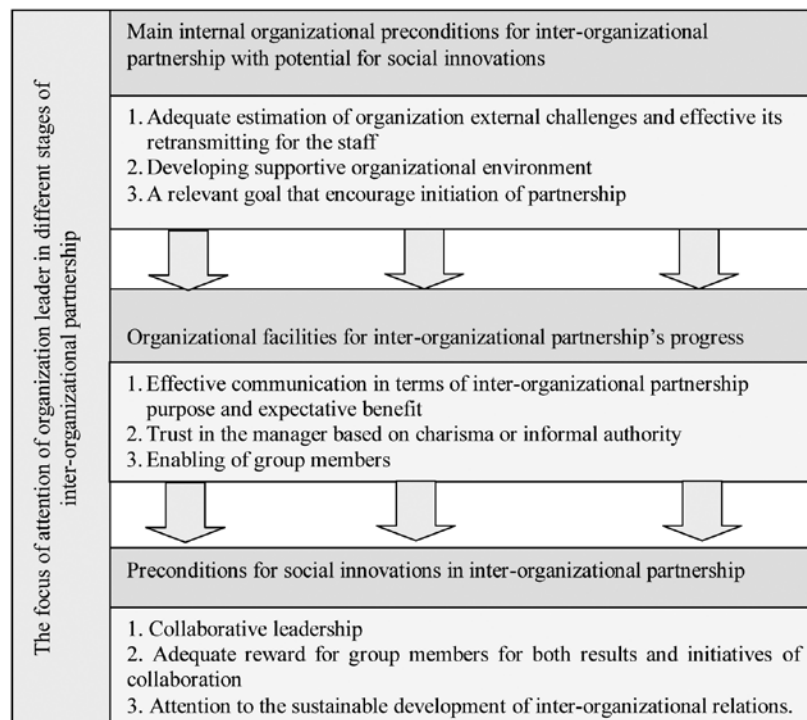 The focus of attention of organization leader in different stages of
inter-organizational partnership
Main internal organizational preconditions for inter-organizational
partnership with potential for social innovations
1. Adequate estimation of organization external challenges and effective its
retransmitting for the staff
2. Developing supportive organizational environment
3. A relevant goal that encourage initiation of partnership
Organizational facilities for inter-organizational partnership's progress
1. Effective communication in terms of inter-organizational partnership
purpose and expectative benefit
2. Trust in the manager based on charisma or informal authority
3. Enabling of group members
Preconditions for social innovations in inter-organizational partnership
1. Collaborative leadership
2. Adequate reward for group members for both results and initiatives of
collaboration
3. Attention to the sustainable development of inter-organizational relations.